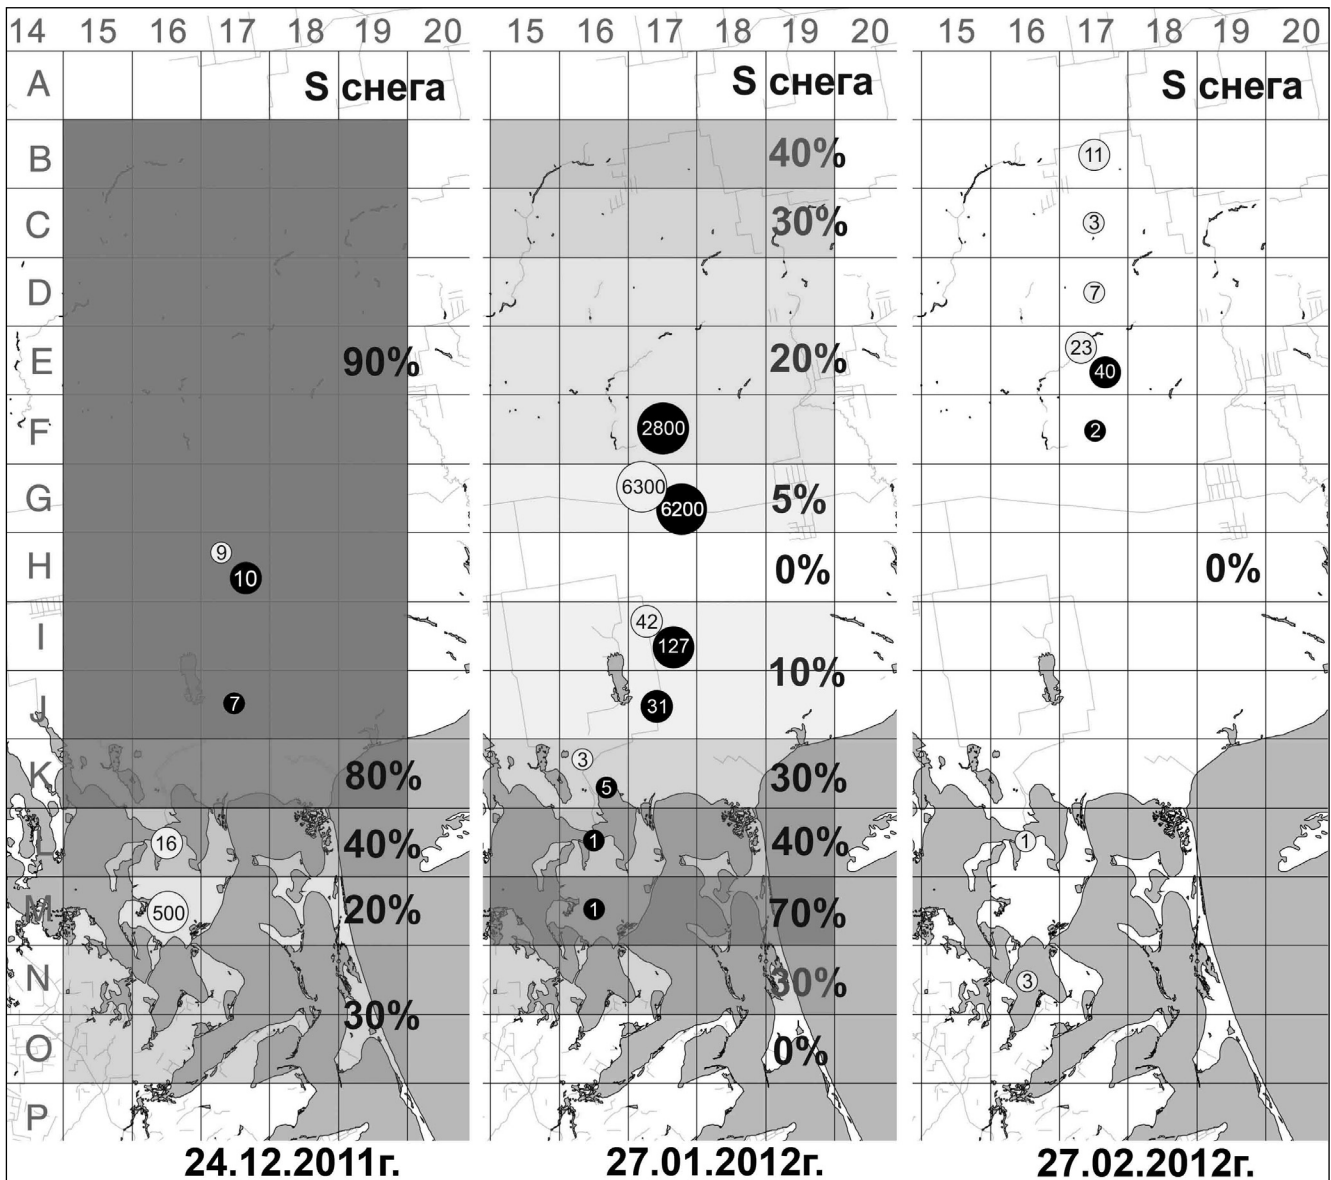 14 15 16 17 18 19 20 15 16 17 18 19 20 15 16 17 18 19 20
A S снега S снега S снега
B 40% 11
C 30% 3
D 7
E 90% 20% 23 40
F 2800 2
G 6300 6200 5%
H 9 10 0% 0%
I 42 127
10%
J 7 31
K 80% 3 5 30%
L 16 40% 1 40% 1
M 500 20% 1 70%
N 30% 3
30%
O 0%
P
24.12.2011г. 27.01.2012г. 27.02.2012г.